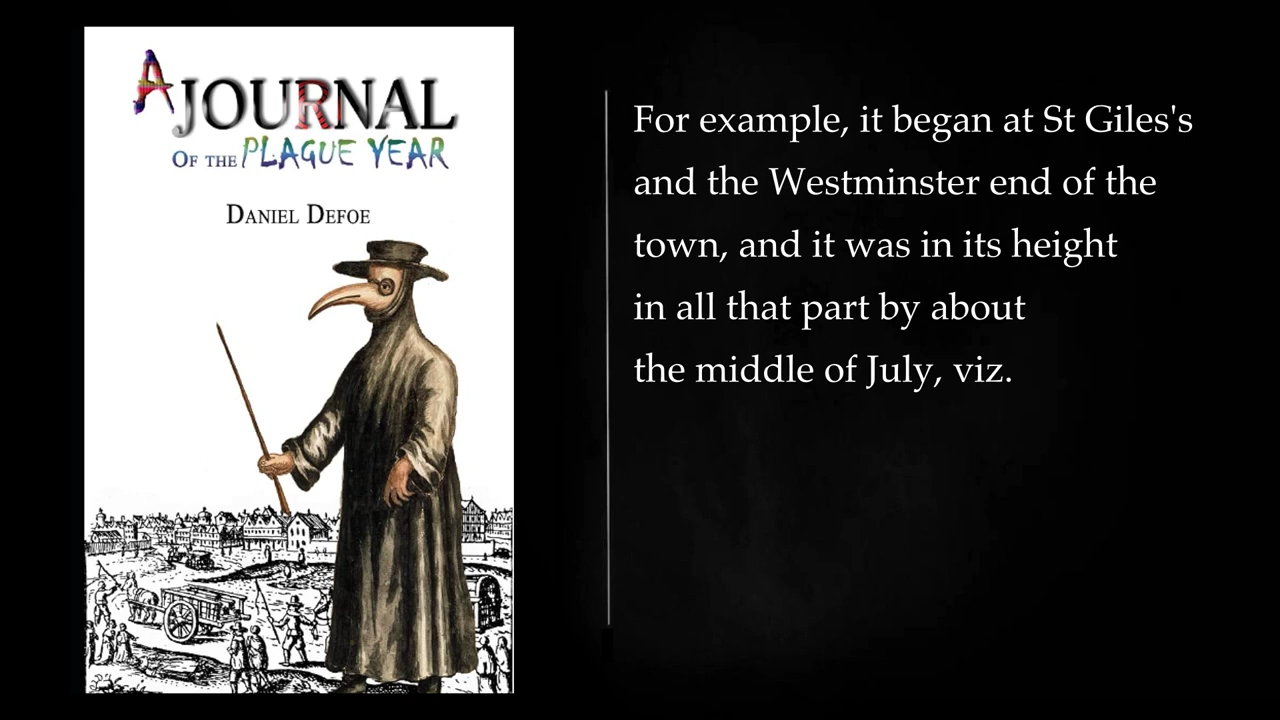 A JOURNAL
OF THE PLAGUE YEAR
DANIEL DEFOE
For example, it began at St Giles's
and the Westminster end of the
town, and it was in its height
in all that part by about
the middle of July, viz.